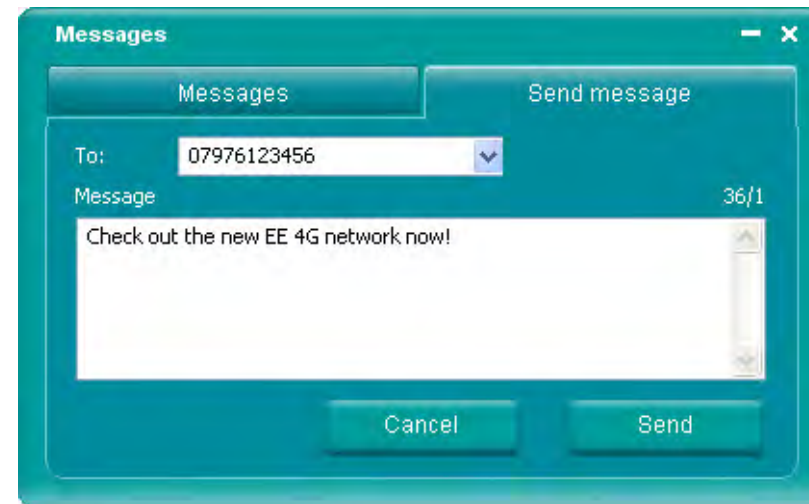 Messages
Messages Send message
To: 07976123456
Message 36/1
Check out the new EE 4G network now!
Cancel Send